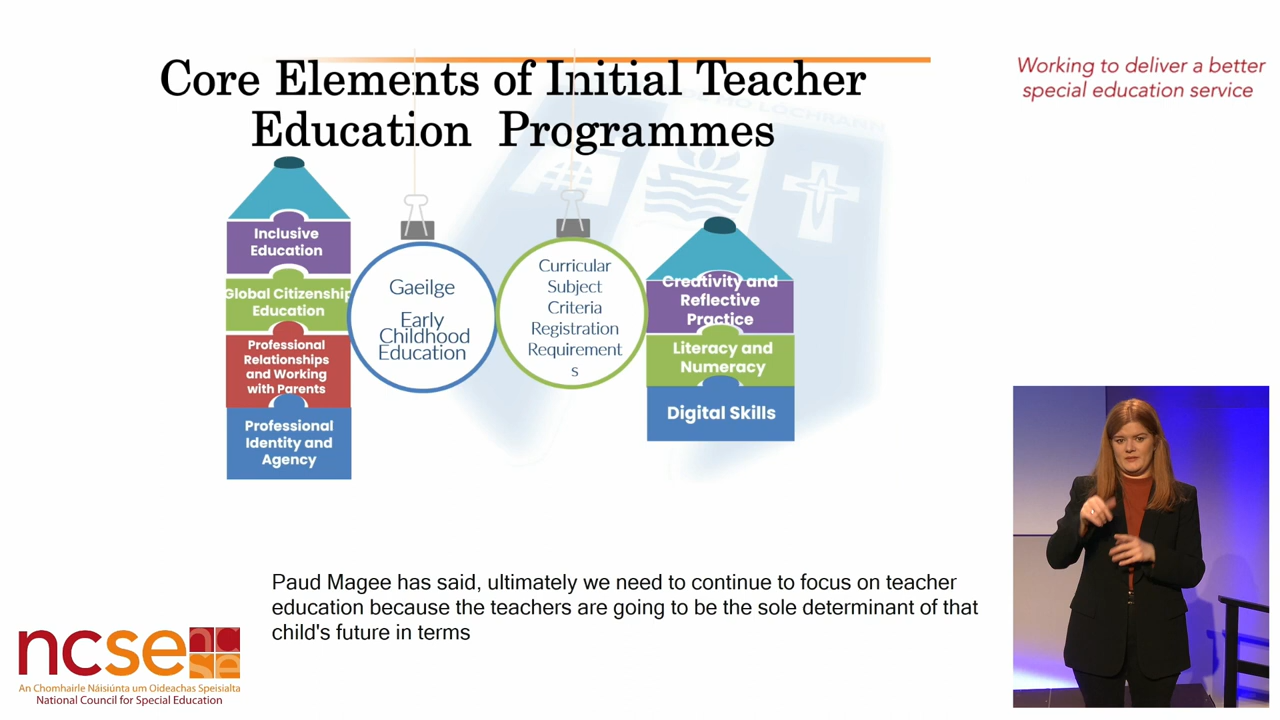 Core Elements of Initial Teacher
Education Programmes
Working to deliver a better
special education service
Inclusive
Education
Global Citizenship
Education
Professional
Relationships
and Working
with Parents
Professional
Identity and
Agency
Gaeilge
Early
Childhood
Education
Curricular
Subject
Criteria
Registration
Requirement
s
Creativity and
Reflective
Practice
Literacy and
Numeracy
Digital Skills
Paud Magee has said, ultimately we need to continue to focus on teacher
education because the teachers are going to be the sole determinant of that
child's future in terms
ncse
An Chomhairle Náisiúnta um Oideachas Speisialta
National Council for Special Education